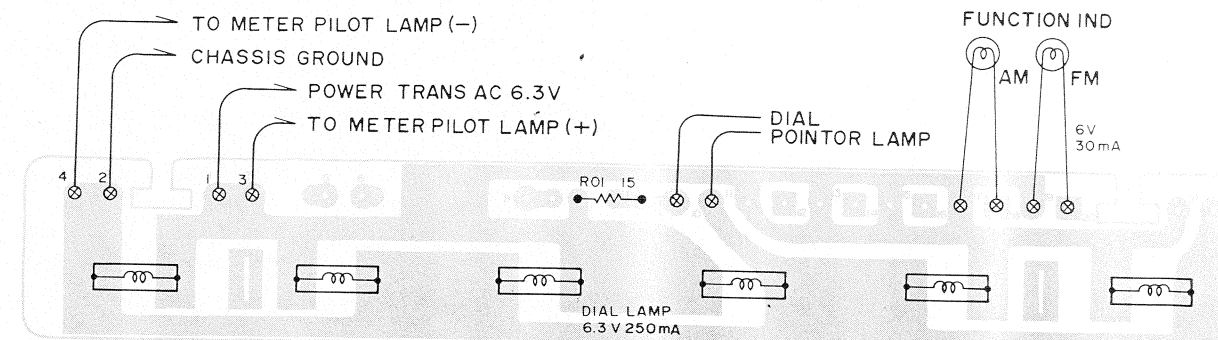 TO METER PILOT LAMP (−)
CHASSIS GROUND
POWER TRANS AC 6.3V
TO METER PILOT LAMP (+)
4
2
1
3
R01 15
DIAL
POINTOR LAMP
FUNCTION IND
AM
FM
6V
30mA
DIAL LAMP
6.3V 250mA